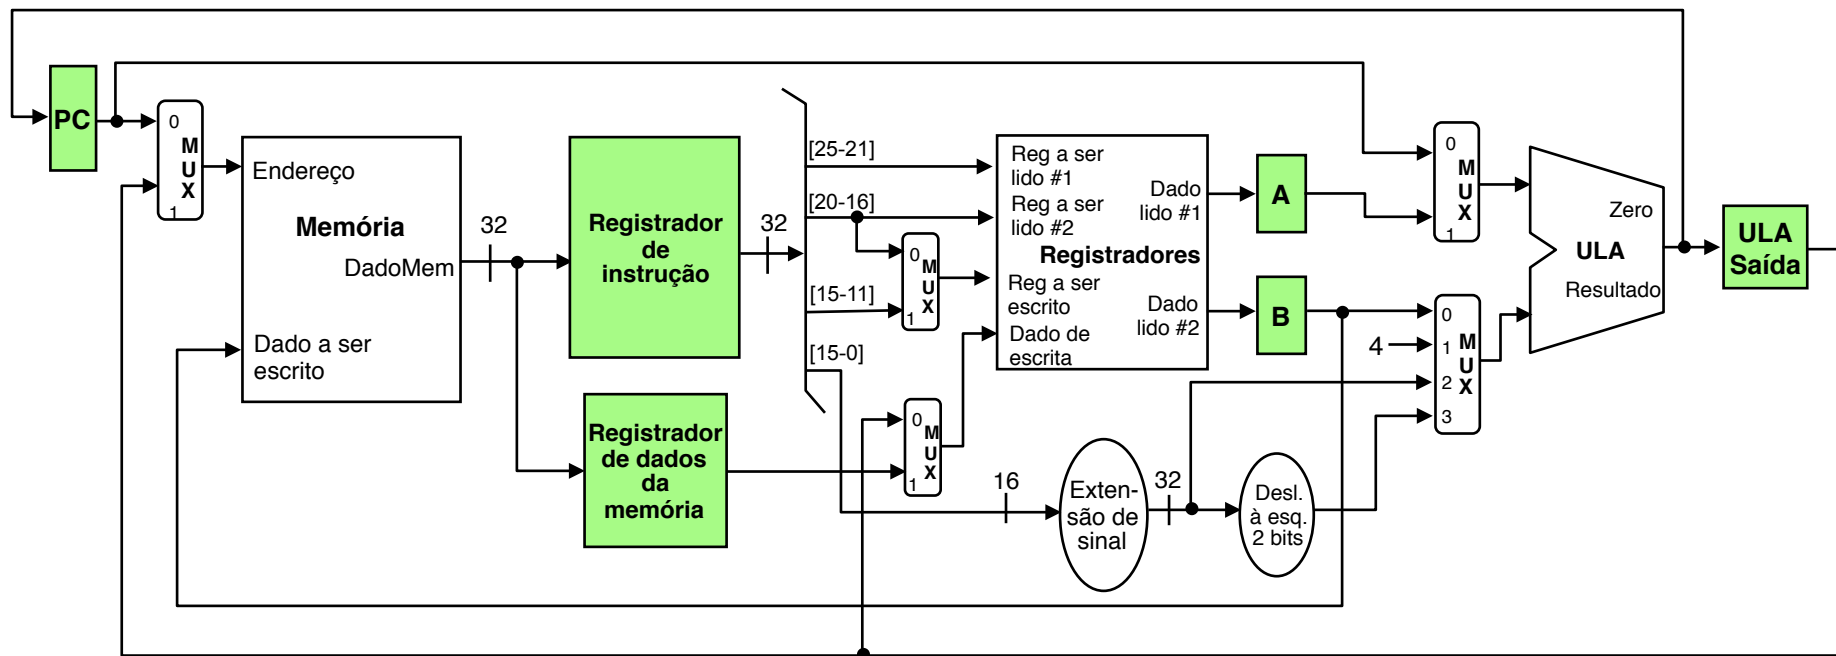 PC
0
M
U
X
1
Endereço
Memória
DadoMem
Dado a ser
escrito
32
Registrador
de
instrução
32
Registrador
de dados
da
memória
[25-21]
[20-16]
[15-11]
[15-0]
0
M
U
X
1
0
M
U
X
1
Reg a ser
lido #1
Reg a ser
lido #2
Registradores
Reg a ser
escrito
Dado de
escrita
Dado
lido #1
Dado
lido #2
A
B
16
Exten-
são de
sinal
32
Desl.
à esq.
2 bits
0
M
U
X
1
4
0
1
2
3
M
U
X
Zero
ULA
Resultado
ULA
Saída